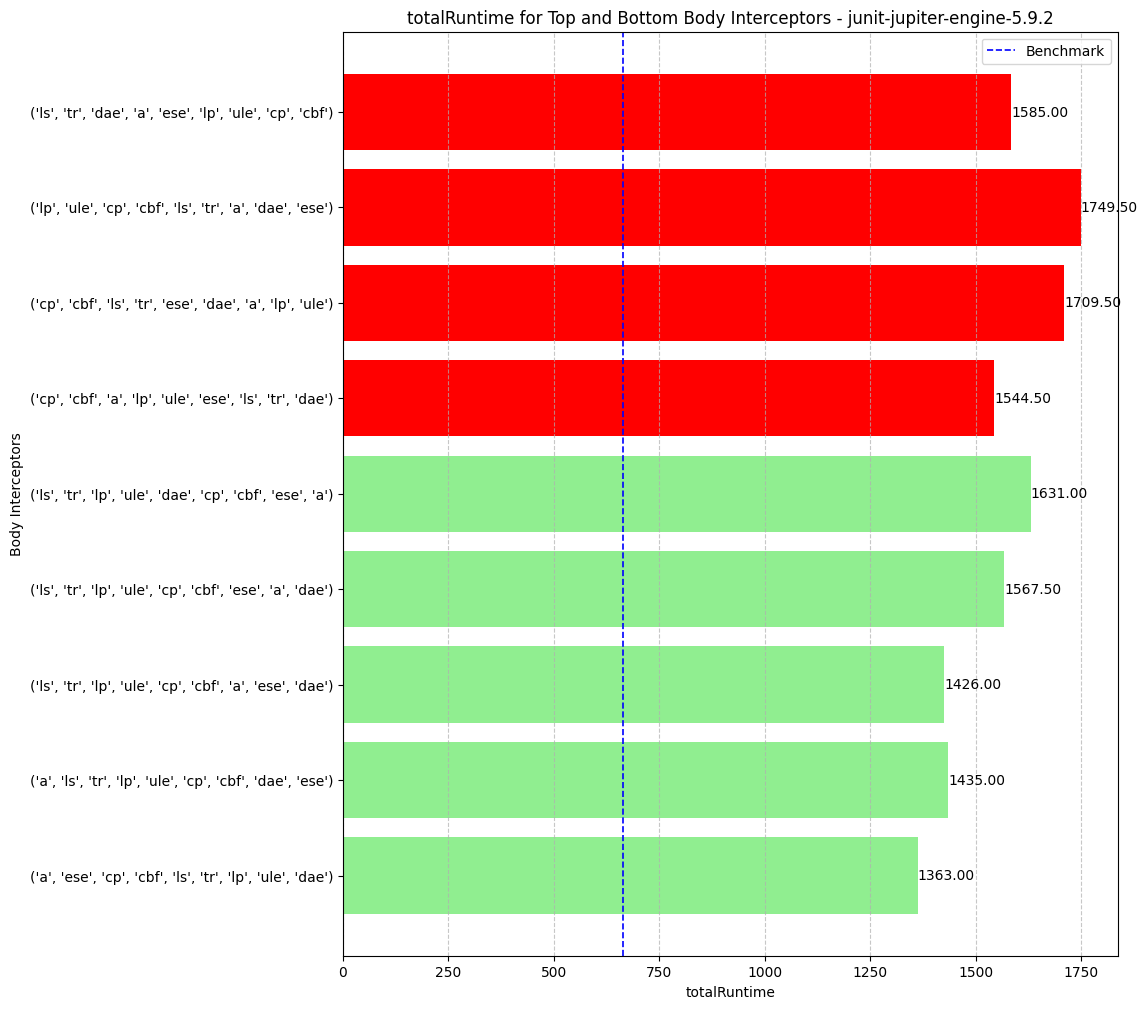 totalRuntime for Top and Bottom Body Interceptors - junit-jupiter-engine-5.9.2
Benchmark
('ls', 'tr', 'dae', 'a', 'ese', 'lp', 'ule', 'cp', 'cbf') 1585.00
('lp', 'ule', 'cp', 'cbf', 'ls', 'tr', 'a', 'dae', 'ese') 1749.50
('cp', 'cbf', 'ls', 'tr', 'ese', 'dae', 'a', 'lp', 'ule') 1709.50
('cp', 'cbf', 'a', 'lp', 'ule', 'ese', 'ls', 'tr', 'dae') 1544.50
('ls', 'tr', 'lp', 'ule', 'dae', 'cp', 'cbf', 'ese', 'a') 1631.00
('ls', 'tr', 'lp', 'ule', 'cp', 'cbf', 'ese', 'a', 'dae') 1567.50
('ls', 'tr', 'lp', 'ule', 'cp', 'cbf', 'a', 'ese', 'dae') 1426.00
('a', 'ls', 'tr', 'lp', 'ule', 'cp', 'cbf', 'dae', 'ese') 1435.00
('a', 'ese', 'cp', 'cbf', 'ls', 'tr', 'lp', 'ule', 'dae') 1363.00
Body Interceptors
0 250 500 750 1000 1250 1500 1750
totalRuntime